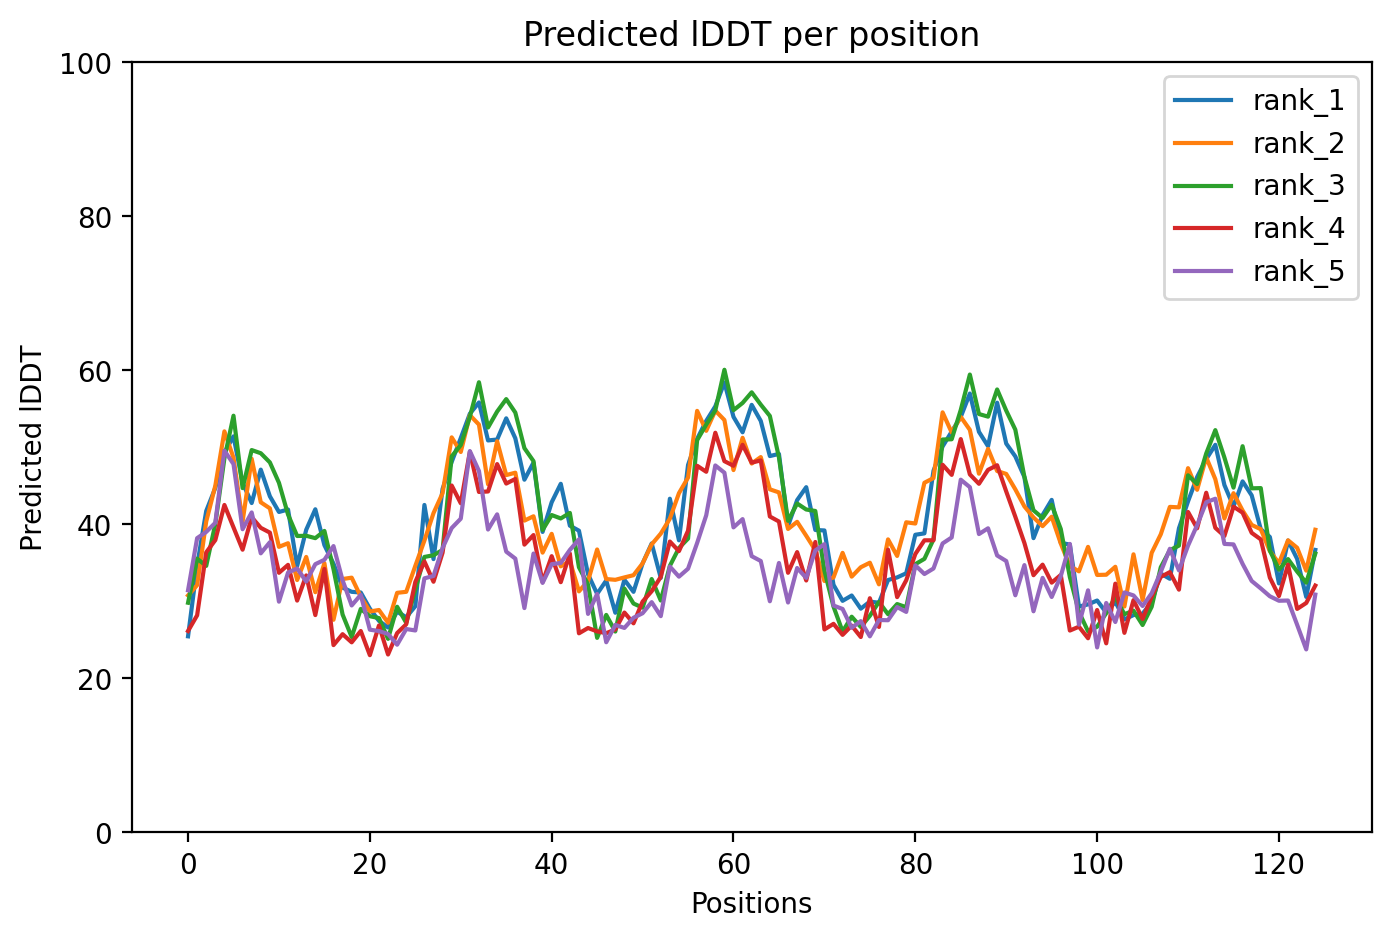 Predicted lDDT per position
100
80
60
40
20
0
Predicted lDDT
0 20 40 60 80 100 120
Positions
rank_1
rank_2
rank_3
rank_4
rank_5